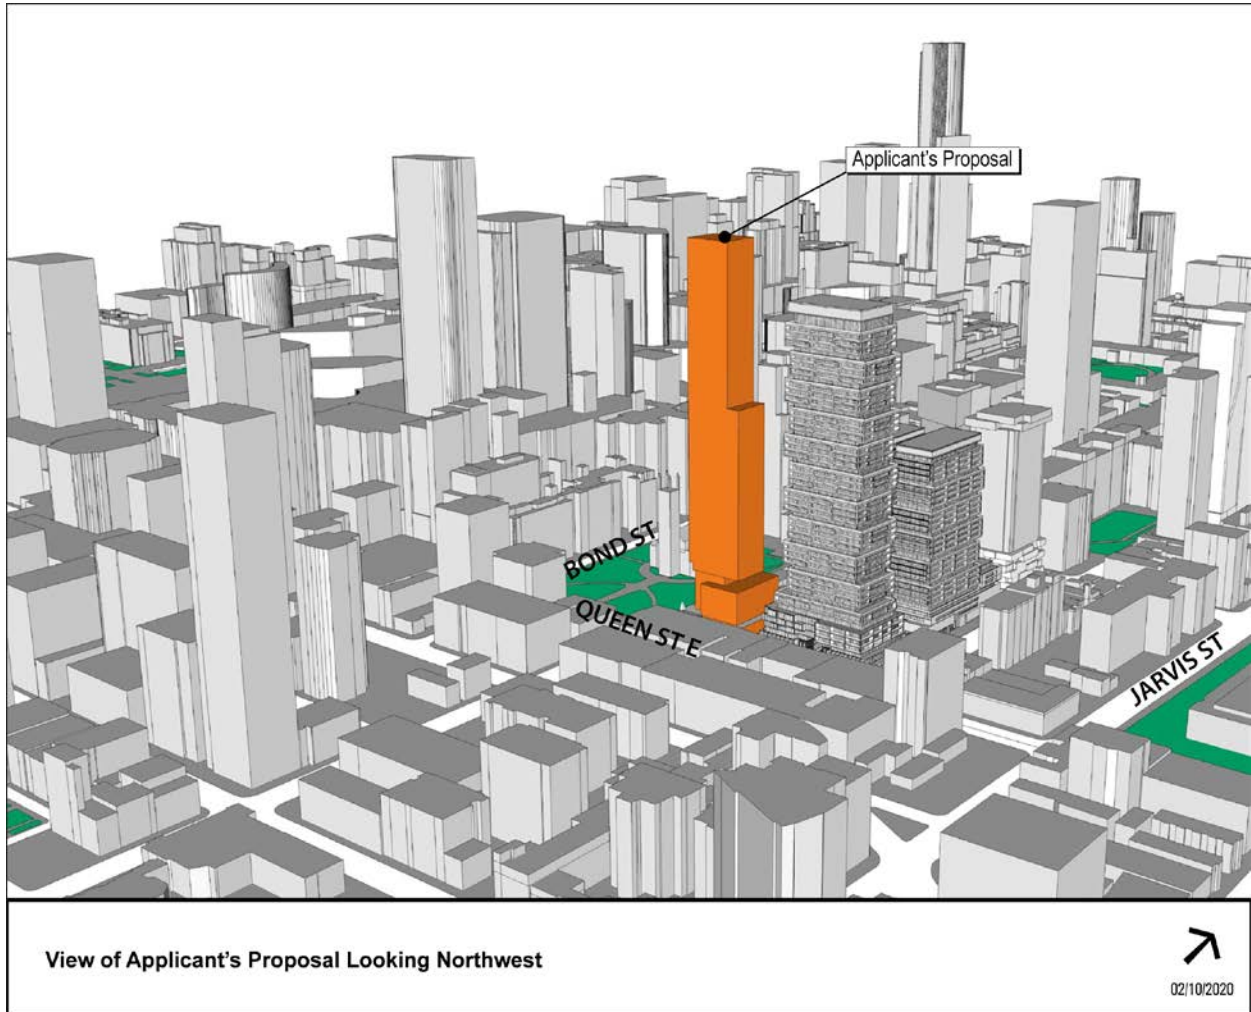 Applicant's Proposal
BOND ST
QUEEN ST E
JARVIS ST
View of Applicant's Proposal Looking Northwest
02/10/2020